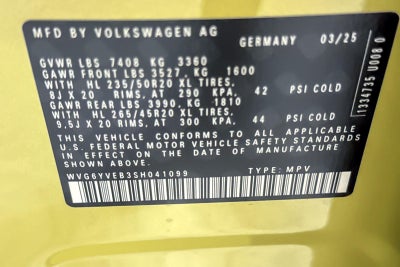 MFD BY VOLKSWAGEN AG GERMANY 03/25
GVWR LBS 7408 KG 3360
GAWR FRONT LBS 3527, KG 1600
WITH HL 235/50R20 XL TIRES,
8J X 20 RIMS, AT 290 KPA, 42 PSI COLD
GAWR REAR LBS 3990, KG 1810
WITH HL 265/45R20 XL TIRES,
9,5J X 20 RIMS, AT 300 KPA, 44 PSI COLD
THIS VEHICLE CONFORMS TO ALL APPLICABLE
U.S. FEDERAL MOTOR VEHICLE SAFETY STANDARDS
IN EFFECT ON THE DATE OF MANUFACTURE
SHOWN ABOVE.
WVG6YVEB3SH041099 TYPE: MPV
1334735 U008 0